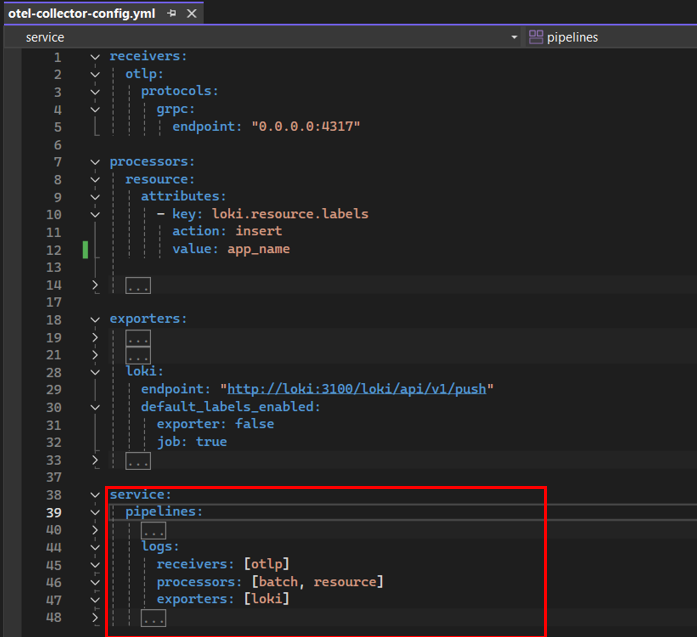 otel-collector-config.yml
service pipelines
1 receivers:
2 otlp:
3 protocols:
4 grpc:
5 endpoint: "0.0.0.0:4317"
6
7 processors:
8 resource:
9 attributes:
10 - key: loki.resource.labels
11 action: insert
12 value: app_name
13
14 ...
17
18 exporters:
19 ...
21 ...
28 loki:
29 endpoint: "http://loki:3100/loki/api/v1/push"
30 default_labels_enabled:
31 exporter: false
32 job: true
33 ...
37
38 service:
39 pipelines:
40 ...
44 logs:
45 receivers: [otlp]
46 processors: [batch, resource]
47 exporters: [loki]
48 ...